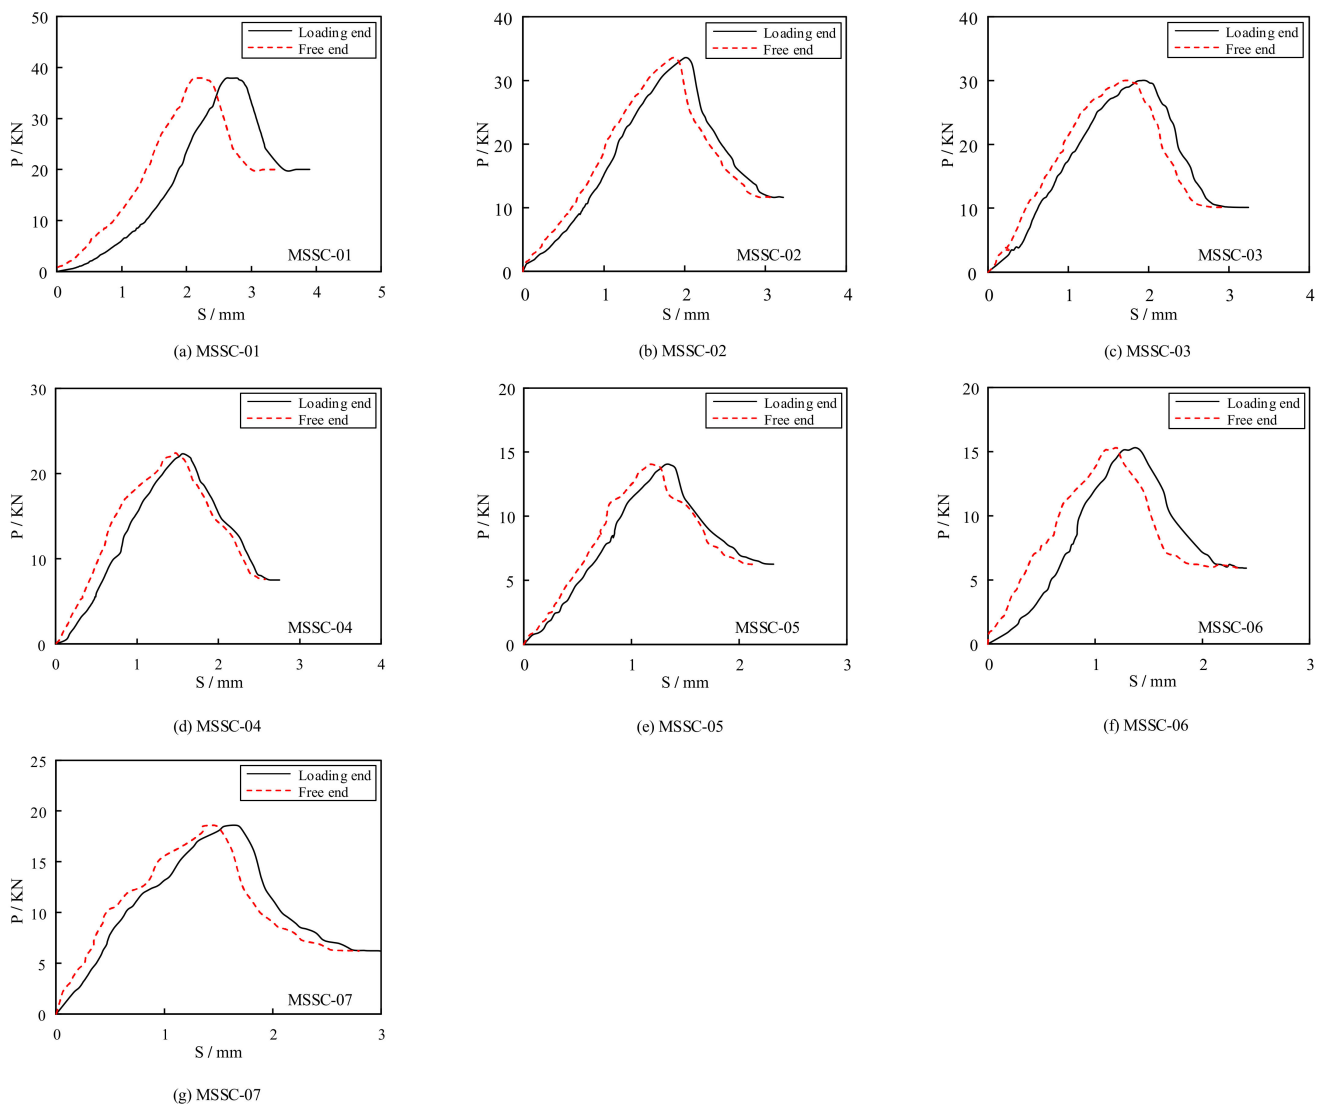 50
40
30
20
10
0
P / KN
Loading end
Free end
MSSC-01
0 1 2 3 4 5
S / mm
(a) MSSC-01
40
30
20
10
0
P / KN
Loading end
Free end
MSSC-02
0 1 2 3 4
S / mm
(b) MSSC-02
40
30
20
10
0
P / KN
Loading end
Free end
MSSC-03
0 1 2 3 4
S / mm
(c) MSSC-03
30
20
10
0
P / KN
Loading end
Free end
MSSC-04
0 1 2 3 4
S / mm
(d) MSSC-04
20
15
10
5
0
P / KN
Loading end
Free end
MSSC-05
0 1 2 3
S / mm
(e) MSSC-05
20
15
10
5
0
P / KN
Loading end
Free end
MSSC-06
0 1 2 3
S / mm
(f) MSSC-06
25
20
15
10
5
0
P / KN
Loading end
Free end
MSSC-07
0 1 2 3
S / mm
(g) MSSC-07